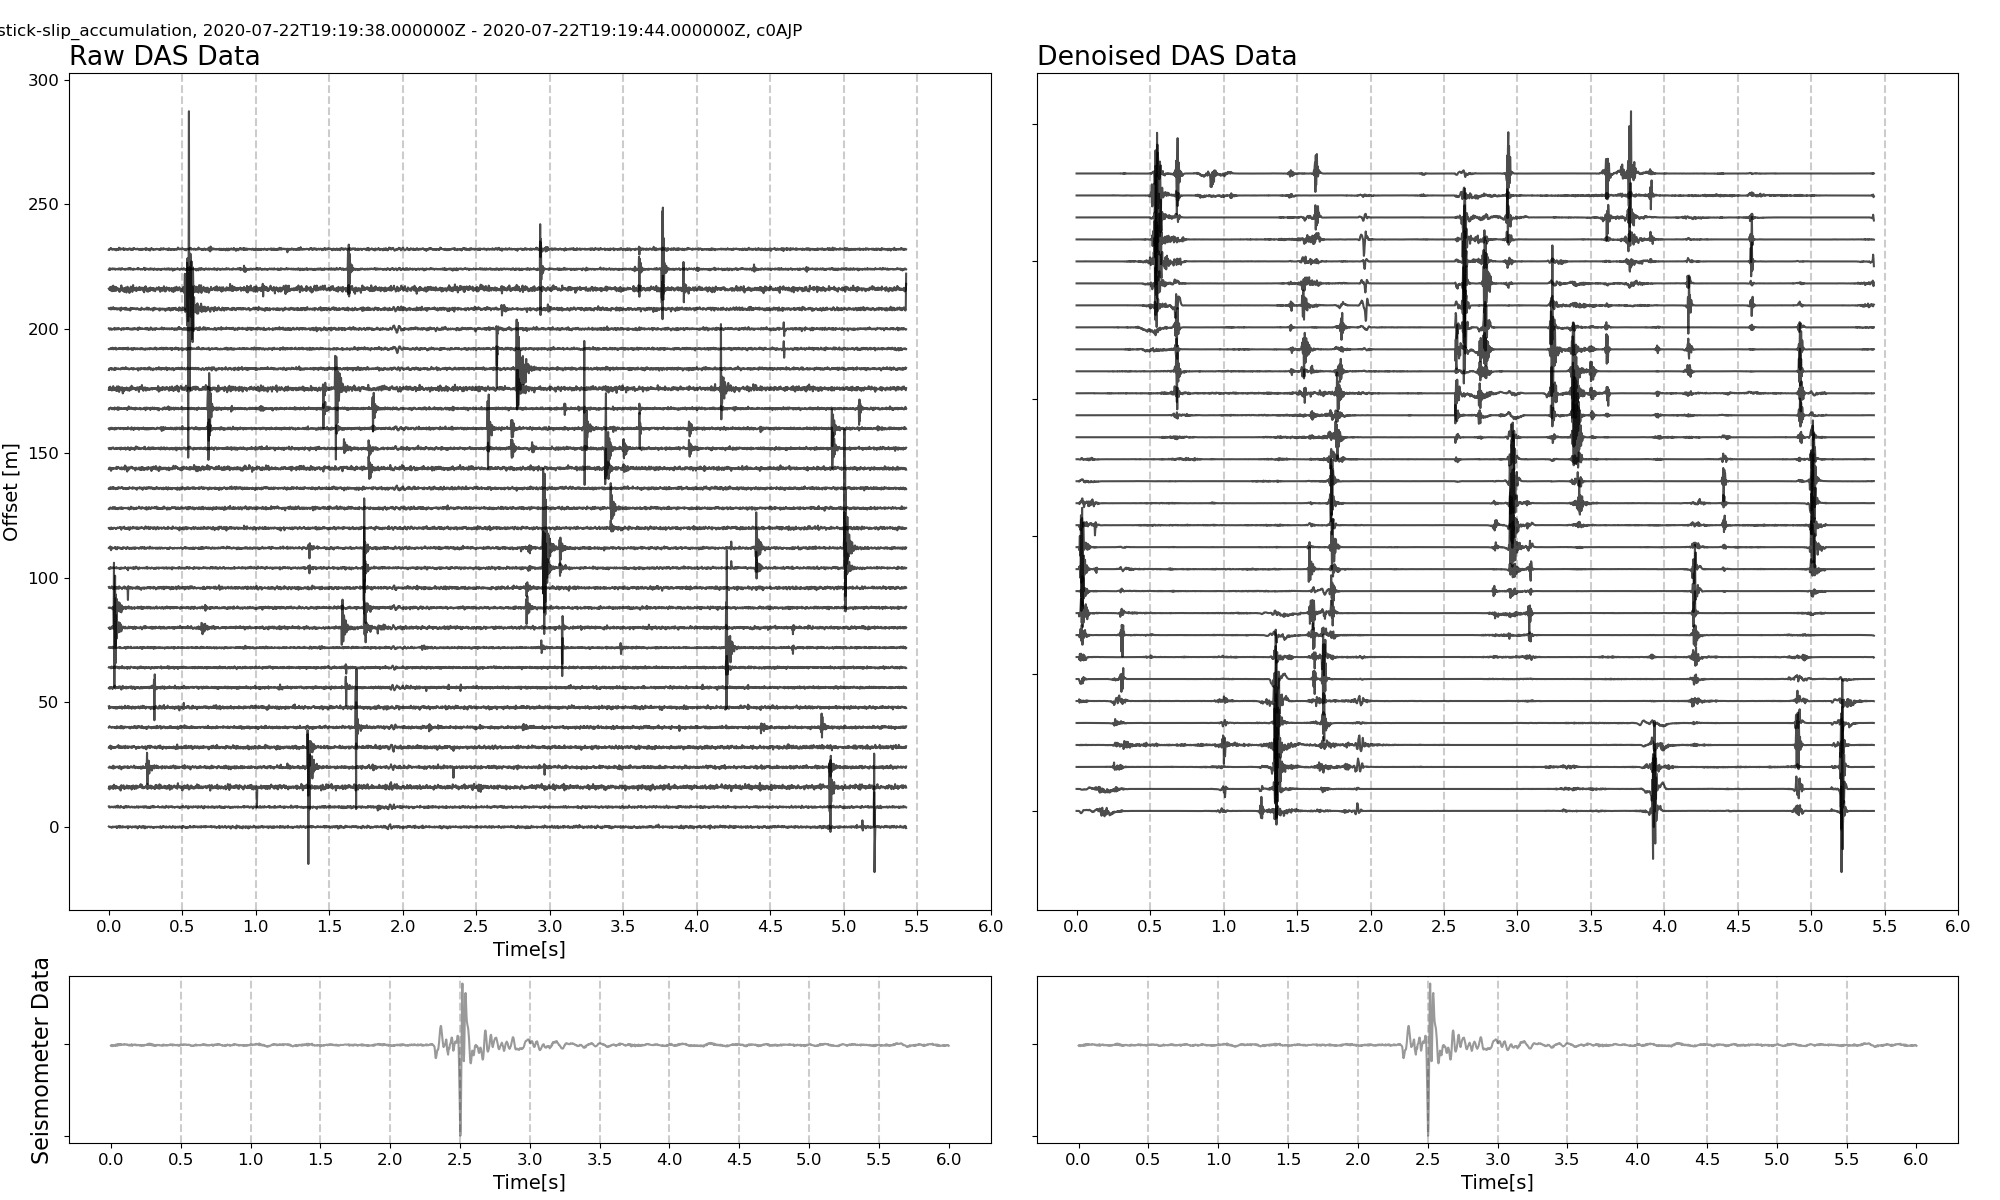 stick-slip_accumulation, 2020-07-22T19:19:38.000000Z - 2020-07-22T19:19:44.000000Z, c0AJP
Raw DAS Data
Denoised DAS Data
Offset [m]
300
250
200
150
100
50
0
0.0 0.5 1.0 1.5 2.0 2.5 3.0 3.5 4.0 4.5 5.0 5.5 6.0
Time[s]
0.0 0.5 1.0 1.5 2.0 2.5 3.0 3.5 4.0 4.5 5.0 5.5 6.0
Seismometer Data
0.0 0.5 1.0 1.5 2.0 2.5 3.0 3.5 4.0 4.5 5.0 5.5 6.0
Time[s]
0.0 0.5 1.0 1.5 2.0 2.5 3.0 3.5 4.0 4.5 5.0 5.5 6.0
Time[s]